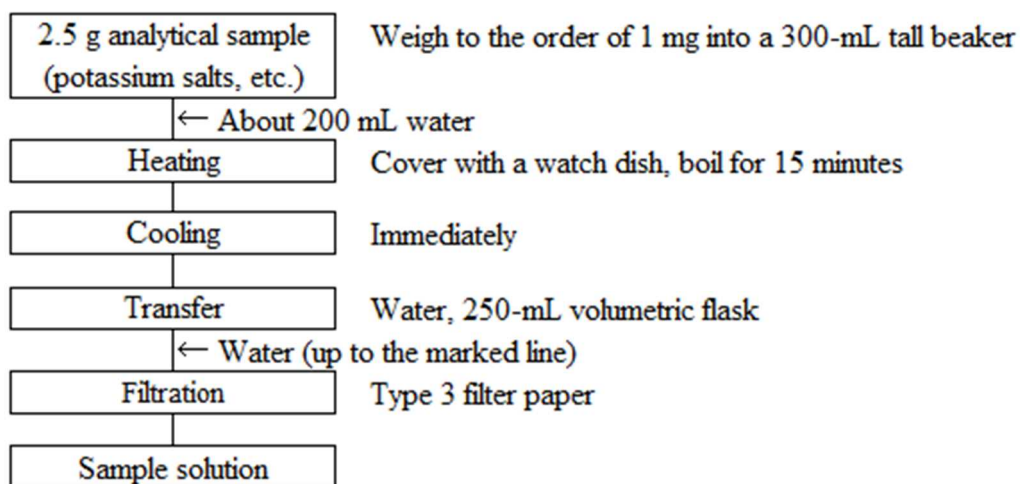 2.5 g analytical sample
(potassium salts, etc.)
Weigh to the order of 1 mg into a 300-mL tall beaker
← About 200 mL water
Heating
Cover with a watch dish, boil for 15 minutes
Cooling
Immediately
Transfer
Water, 250-mL volumetric flask
← Water (up to the marked line)
Filtration
Type 3 filter paper
Sample solution